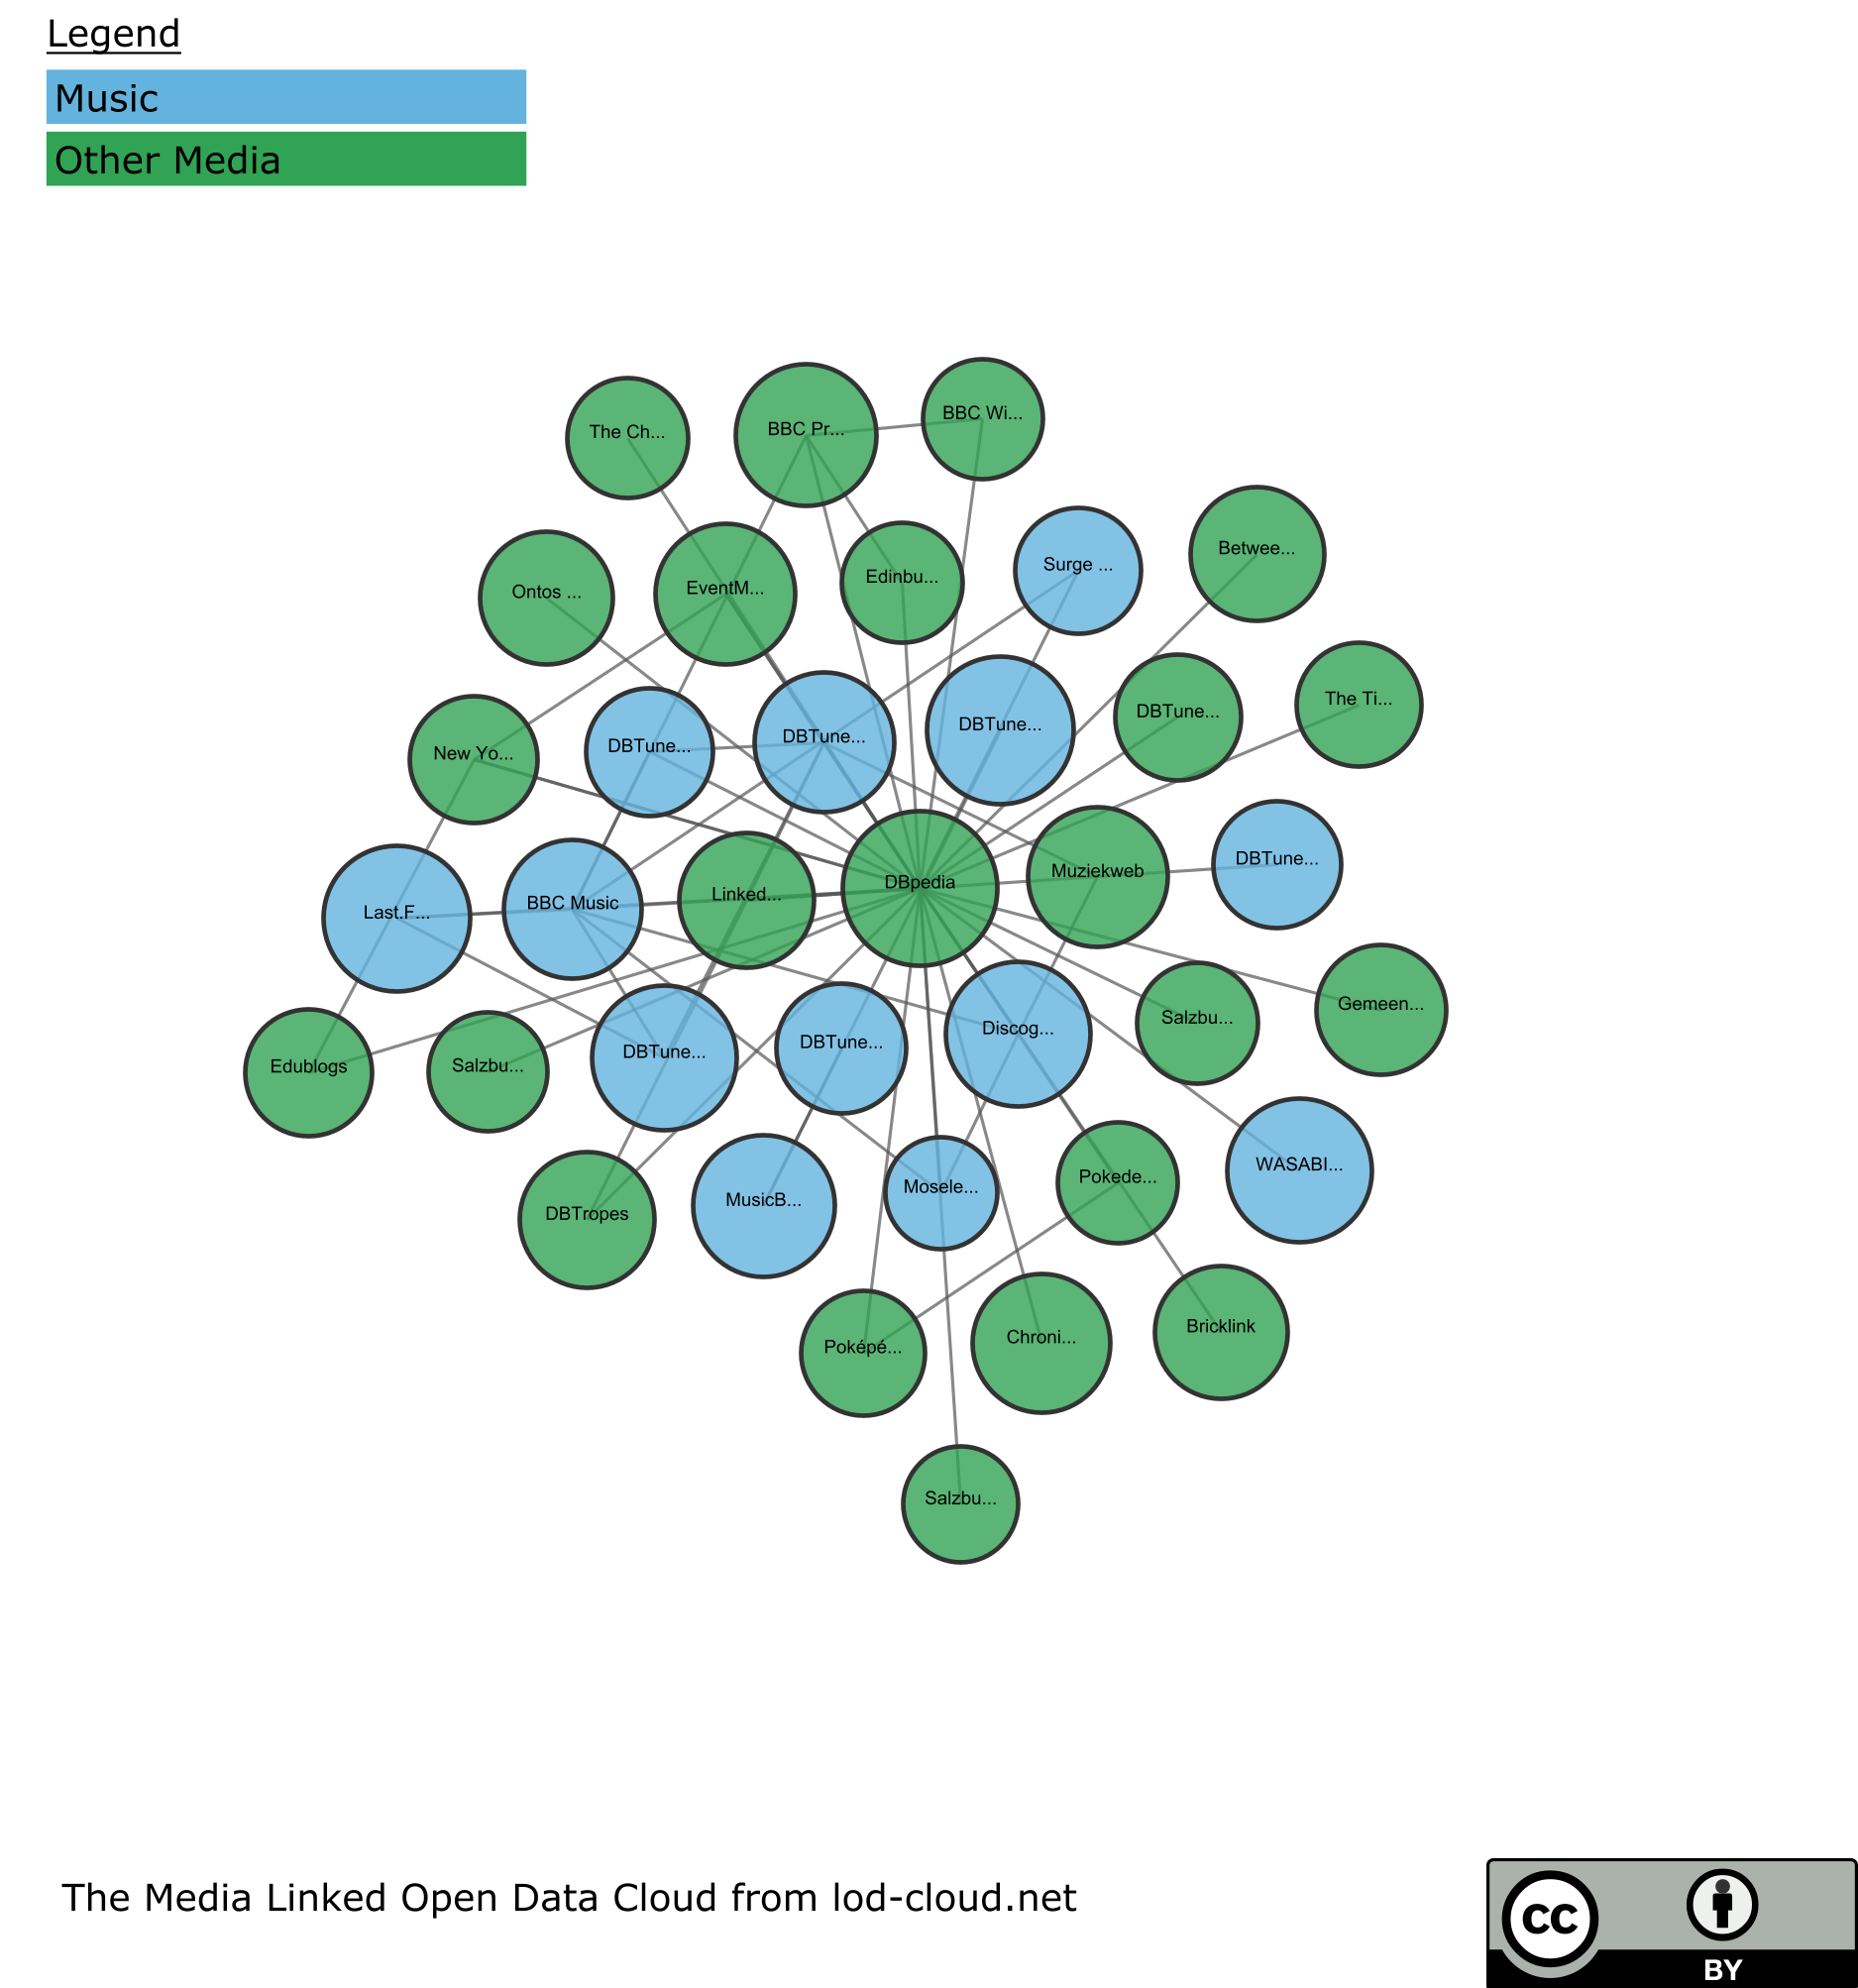 Legend
Music
Other Media
BBC Wi...
BBC Pr...
The Ch...
Betwee...
Surge ...
Edinbu...
EventM...
Ontos ...
The Ti...
DBTune...
DBTune...
DBTune...
DBTune...
New Yo...
DBTune...
Muziekweb
DBpedia
Linked...
BBC Music
Last.F...
Gemeen...
Salzbu...
Discog...
DBTune...
DBTune...
Salzbu...
Edublogs
WASABI...
Pokede...
Mosele...
MusicB...
DBTropes
Bricklink
Chroni...
Poképé...
Salzbu...
The Media Linked Open Data Cloud from lod-cloud.net
cc
BY